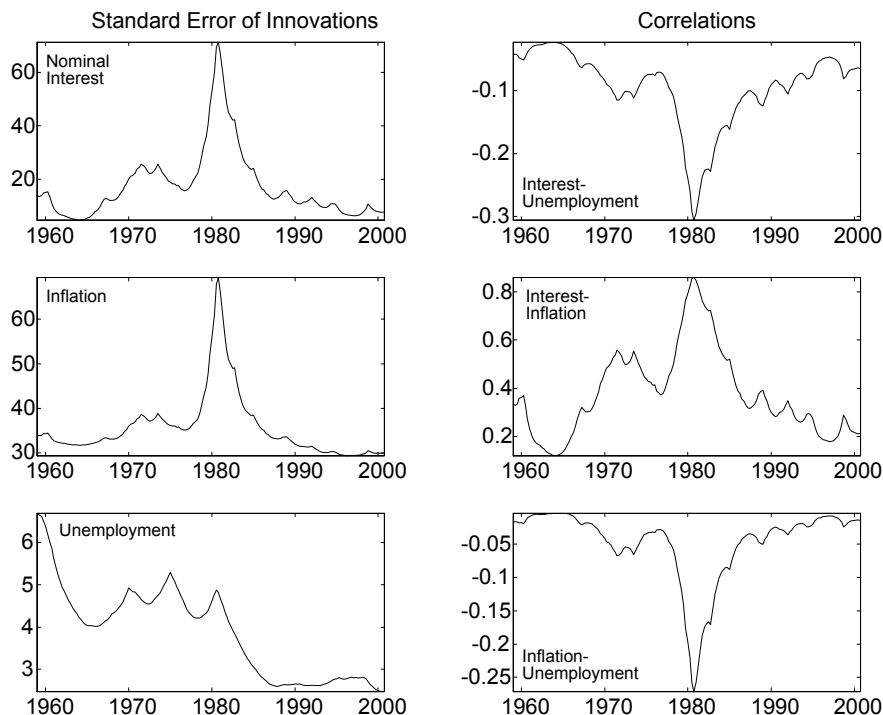 Standard Error of Innovations
Correlations
60
40
20
Nominal
Interest
1960 1970 1980 1990 2000
-0.1
-0.2
-0.3
Interest-
Unemployment
1960 1970 1980 1990 2000
60
50
40
30
Inflation
1960 1970 1980 1990 2000
0.8
0.6
0.4
0.2
Interest-
Inflation
1960 1970 1980 1990 2000
6
5
4
3
Unemployment
1960 1970 1980 1990 2000
-0.05
-0.1
-0.15
-0.2
-0.25
Inflation-
Unemployment
1960 1970 1980 1990 2000